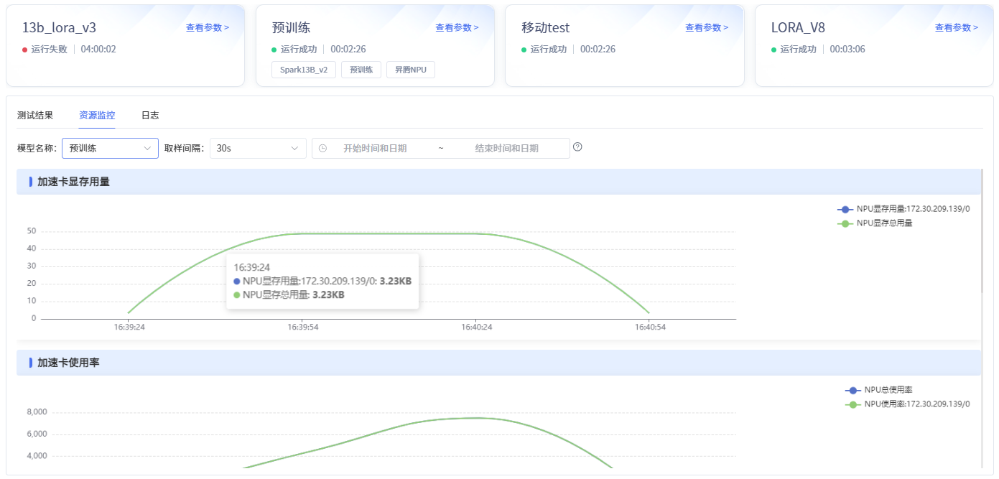 13b_lora_v3 查看参数 >
运行失败 04:00:02
预训练 查看参数 >
运行成功 00:02:26
Spark13B_v2 预训练 昇腾NPU
移动test 查看参数 >
运行成功 00:02:26
LORA_V8 查看参数 >
运行成功 00:03:06
测试结果 资源监控 日志
模型名称: 预训练 取样间隔: 30s 开始时间和日期 ~ 结束时间和日期
加速卡显存用量
NPU显存用量:172.30.209.139/0
NPU显存总用量
50
40
30
20
10
0
16:39:24
NPU显存用量:172.30.209.139/0: 3.23KB
NPU显存总用量: 3.23KB
16:39:24 16:39:54 16:40:24 16:40:54
加速卡使用率
NPU总使用率
NPU使用率:172.30.209.139/0
8,000
6,000
4,000